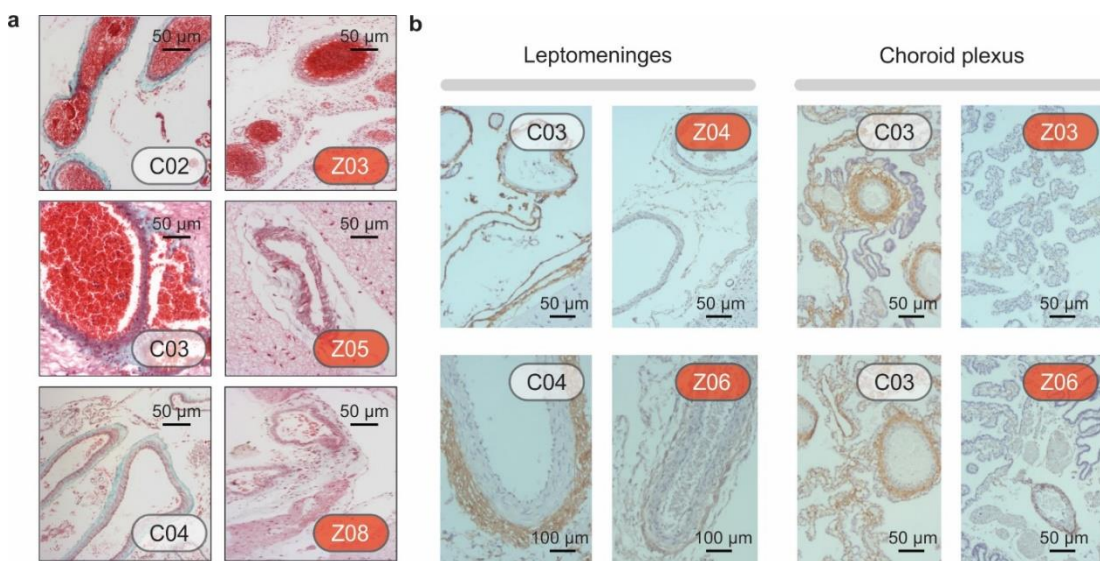 a
50 µm
50 µm
C02
Z03
50 µm
50 µm
C03
Z05
50 µm
50 µm
C04
Z08
b
Leptomeninges
Choroid plexus
C03
Z04
C03
Z03
50 µm
50 µm
50 µm
50 µm
C04
Z06
C03
Z06
100 µm
100 µm
50 µm
50 µm